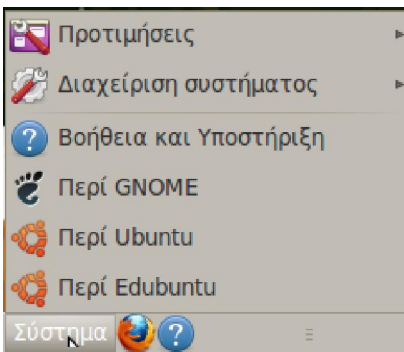 Προτιμήσεις
Διαχείριση συστήματος
Βοήθεια και Υποστήριξη
Περί GNOME
Περί Ubuntu
Περί Edubuntu
Σύστημα